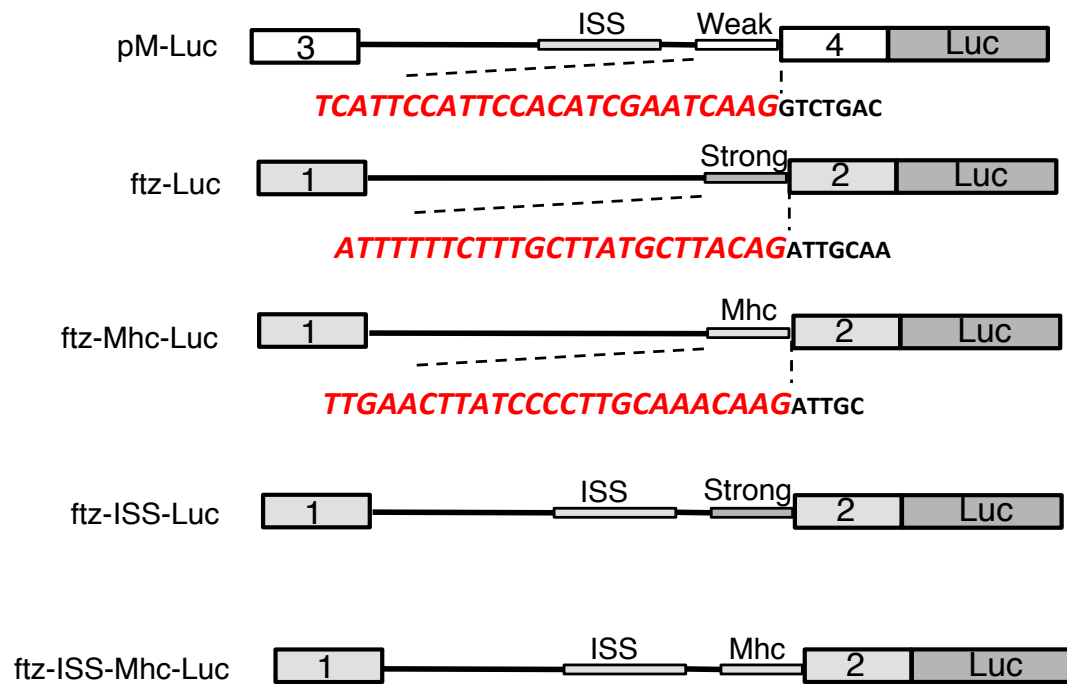 ISS Weak
pM-Luc 3 4 Luc
TCATTCCATTCCACATCGAATCAAGGTCTGAC
Strong
ftz-Luc 1 2 Luc
ATTTTTTCTTTGCTTATGCTTACAGATTGCAA
Mhc
ftz-Mhc-Luc 1 2 Luc
TTGAACTTATCCCCTTGCAAACAAGATTGC
ISS Strong
ftz-ISS-Luc 1 2 Luc
ISS Mhc
ftz-ISS-Mhc-Luc 1 2 Luc